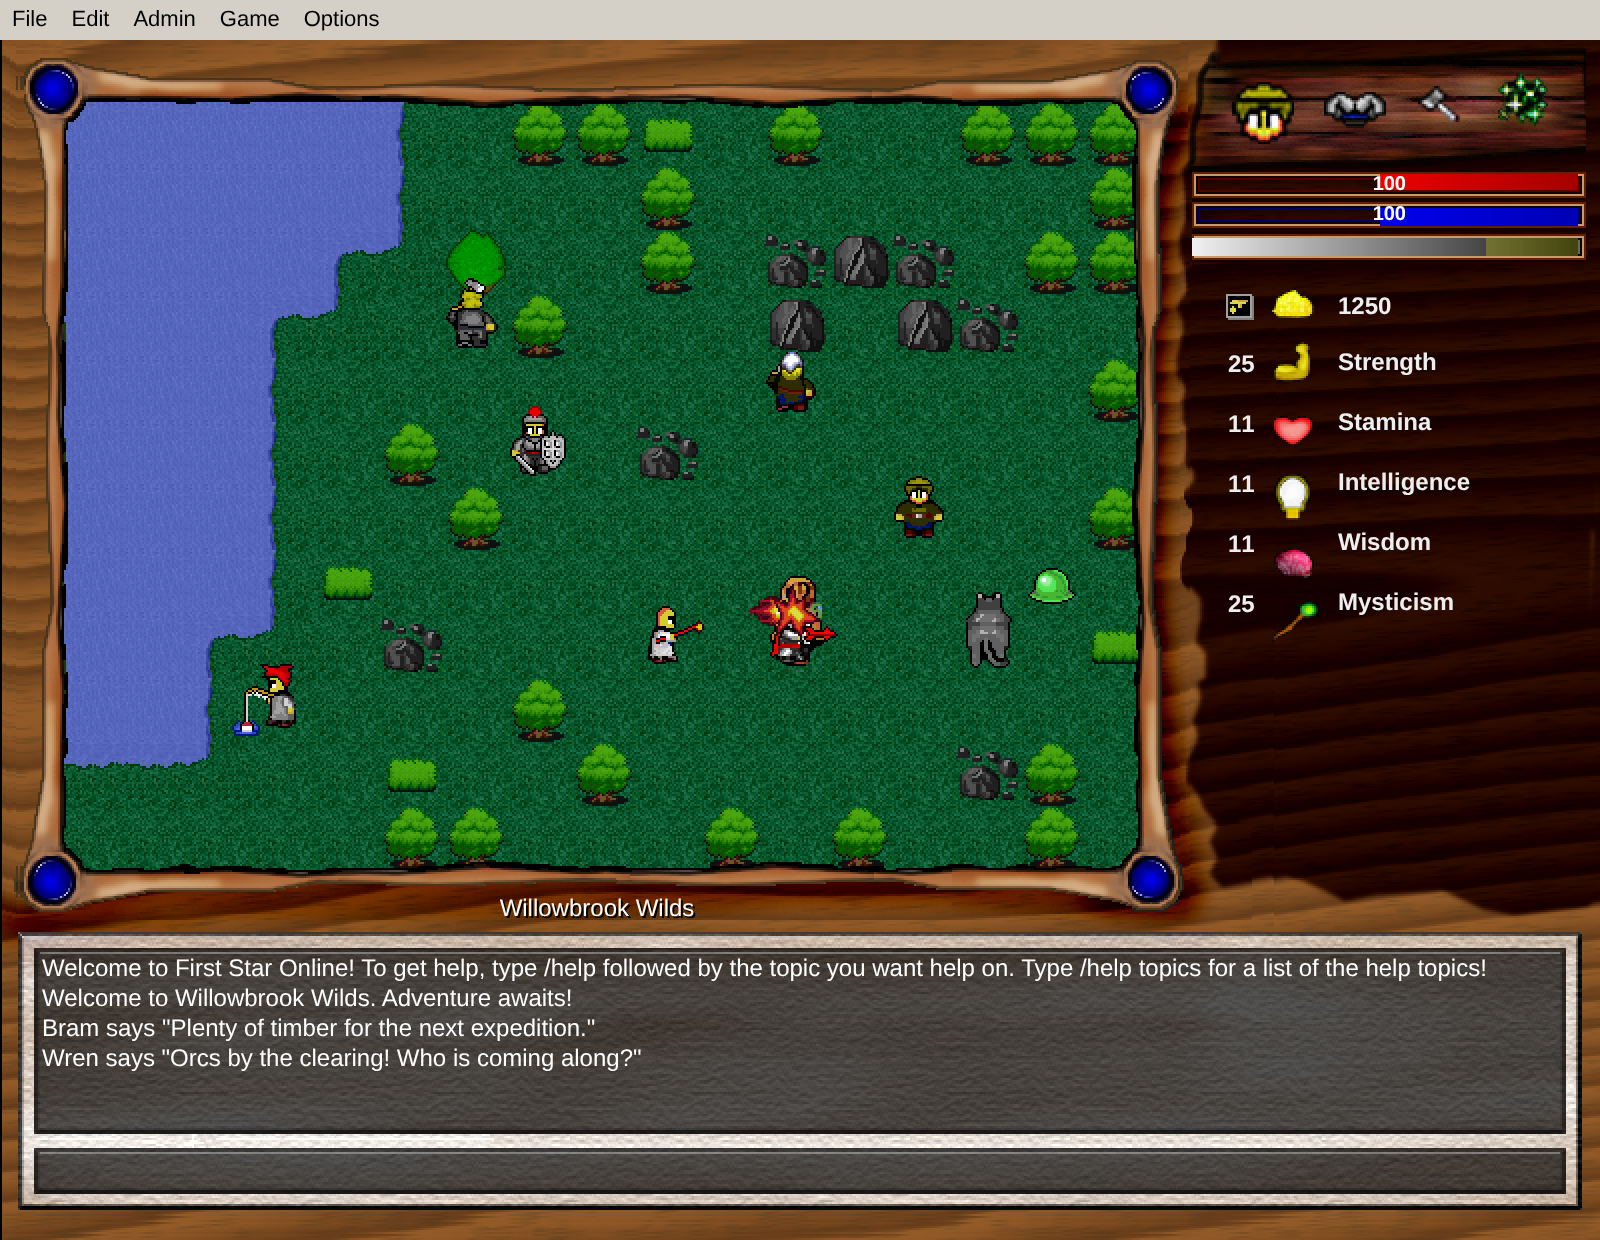 File Edit Admin Game Options
100
100
1250
25 Strength
11 Stamina
11 Intelligence
11 Wisdom
25 Mysticism
Willowbrook Wilds
Welcome to First Star Online! To get help, type /help followed by the topic you want help on. Type /help topics for a list of the help topics!
Welcome to Willowbrook Wilds. Adventure awaits!
Bram says "Plenty of timber for the next expedition."
Wren says "Orcs by the clearing! Who is coming along?"